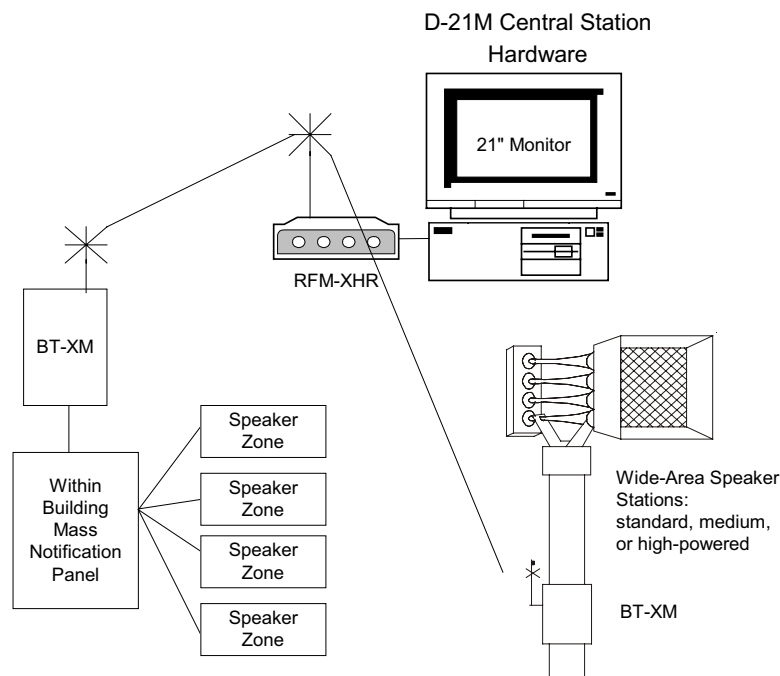 D-21M Central Station
Hardware
21" Monitor
RFM-XHR
BT-XM
Within
Building
Mass
Notification
Panel
Speaker
Zone
Speaker
Zone
Speaker
Zone
Speaker
Zone
Wide-Area Speaker
Stations:
standard, medium,
or high-powered
BT-XM